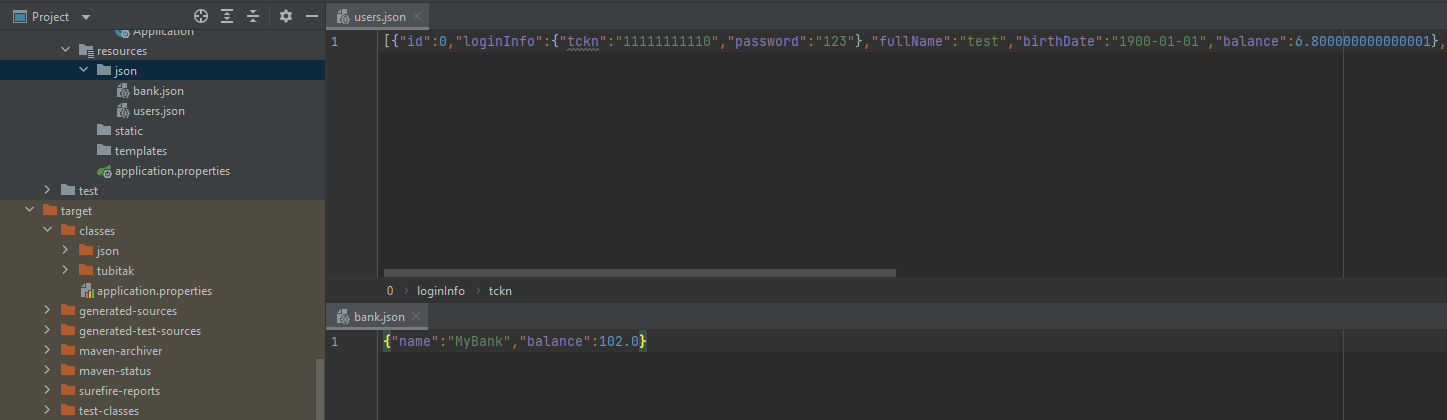 Project
Application
resources
json
bank.json
users.json
static
templates
application.properties
test
target
classes
json
tubitak
application.properties
generated-sources
generated-test-sources
maven-archiver
maven-status
surefire-reports
test-classes
users.json
1 [{"id":0,"loginInfo":{"tckn":"11111111110","password":"123"},"fullName":"test","birthDate":"1900-01-01","balance":6.800000000000001},
0 › loginInfo › tckn
bank.json
1 {"name":"MyBank","balance":102.0}